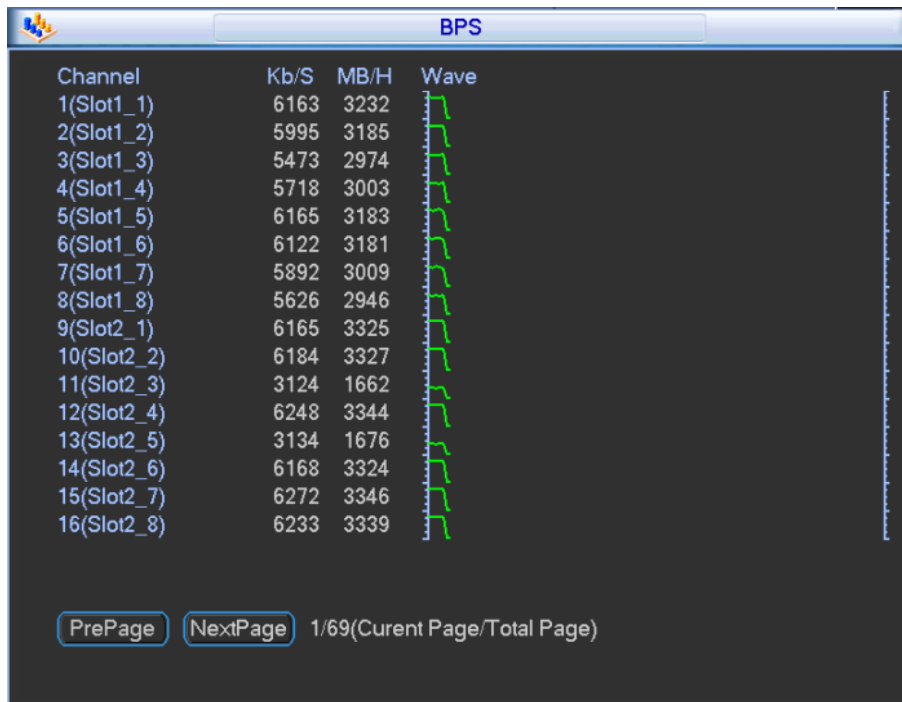 BPS
Channel Kb/S MB/H Wave
1(Slot1_1) 6163 3232
2(Slot1_2) 5995 3185
3(Slot1_3) 5473 2974
4(Slot1_4) 5718 3003
5(Slot1_5) 6165 3183
6(Slot1_6) 6122 3181
7(Slot1_7) 5892 3009
8(Slot1_8) 5626 2946
9(Slot2_1) 6165 3325
10(Slot2_2) 6184 3327
11(Slot2_3) 3124 1662
12(Slot2_4) 6248 3344
13(Slot2_5) 3134 1676
14(Slot2_6) 6168 3324
15(Slot2_7) 6272 3346
16(Slot2_8) 6233 3339
PrePage NextPage 1/69(Curent Page/Total Page)